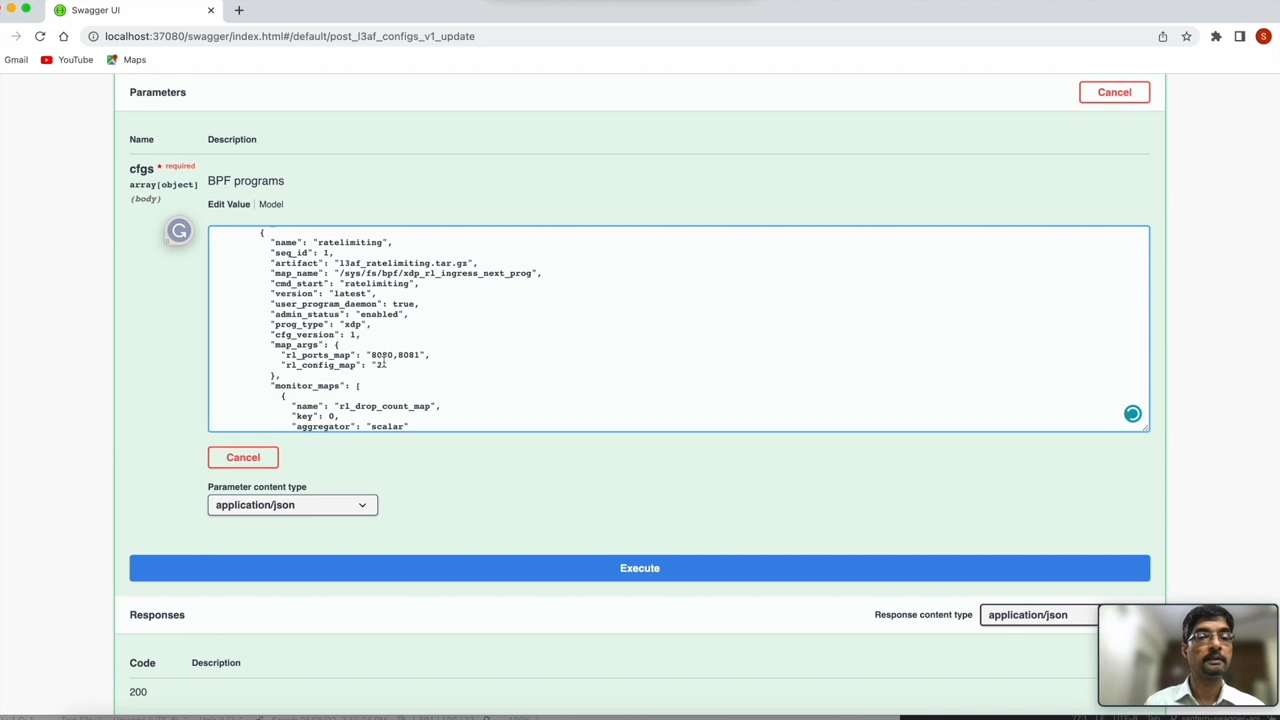 Swagger UI
localhost:37080/swagger/index.html#/default/post_l3af_configs_v1_update
S
Gmail YouTube Maps
Parameters
Cancel
Name Description
cfgs * required
array[object]
(body)
BPF programs
Edit Value Model
{
"name": "ratelimiting",
"seq_id": 1,
"artifact": "l3af_ratelimiting.tar.gz",
"map_name": "/sys/fs/bpf/xdp_rl_ingress_next_prog",
"cmd_start": "ratelimiting",
"version": "latest",
"user_program_daemon": true,
"admin_status": "enabled",
"prog_type": "xdp",
"cfg_version": 1,
"map_args": {
"rl_ports_map": "8080,8081",
"rl_config_map": "2
},
"monitor_maps": [
{
"name": "rl_drop_count_map",
"key": 0,
"aggregator": "scalar"
Cancel
Parameter content type
application/json
Execute
Responses
Response content type
application/json
Code Description
200